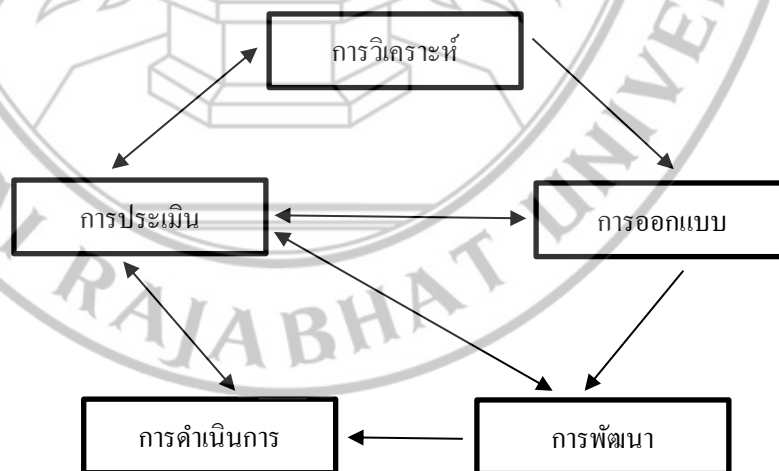 การวิเคราะห์
การประเมิน
การออกแบบ
การดำเนินการ
การพัฒนา
RAJABHAT